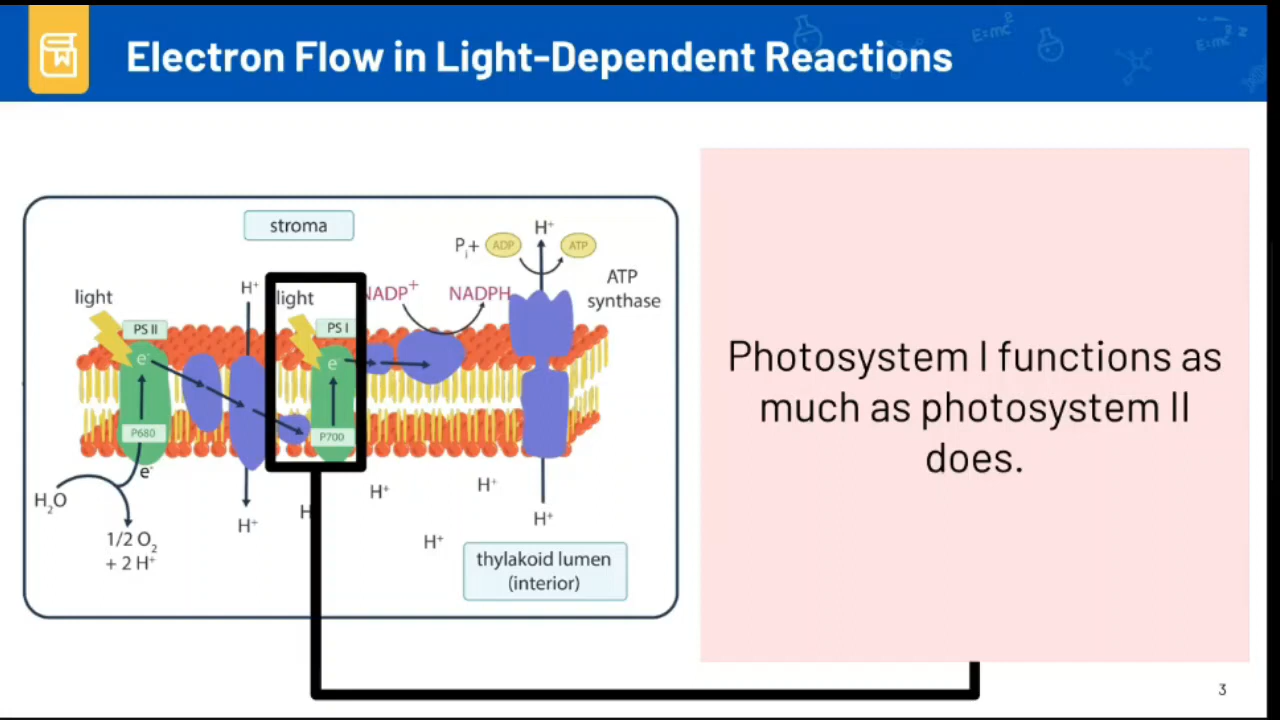 Electron Flow in Light-Dependent Reactions
E=mc²
E=mc²
stroma
H⁺
Pᵢ+ ADP ATP
ATP
synthase
light
H⁺
light
NADP⁺
NADPH
PS II
PS I
e⁻
e⁻
P680
P700
e⁻
H₂O
1/2 O₂
+ 2 H⁺
H⁺
H
H⁺
H⁺
H⁺
H⁺
thylakoid lumen
(interior)
Photosystem I functions as
much as photosystem II
does.
3